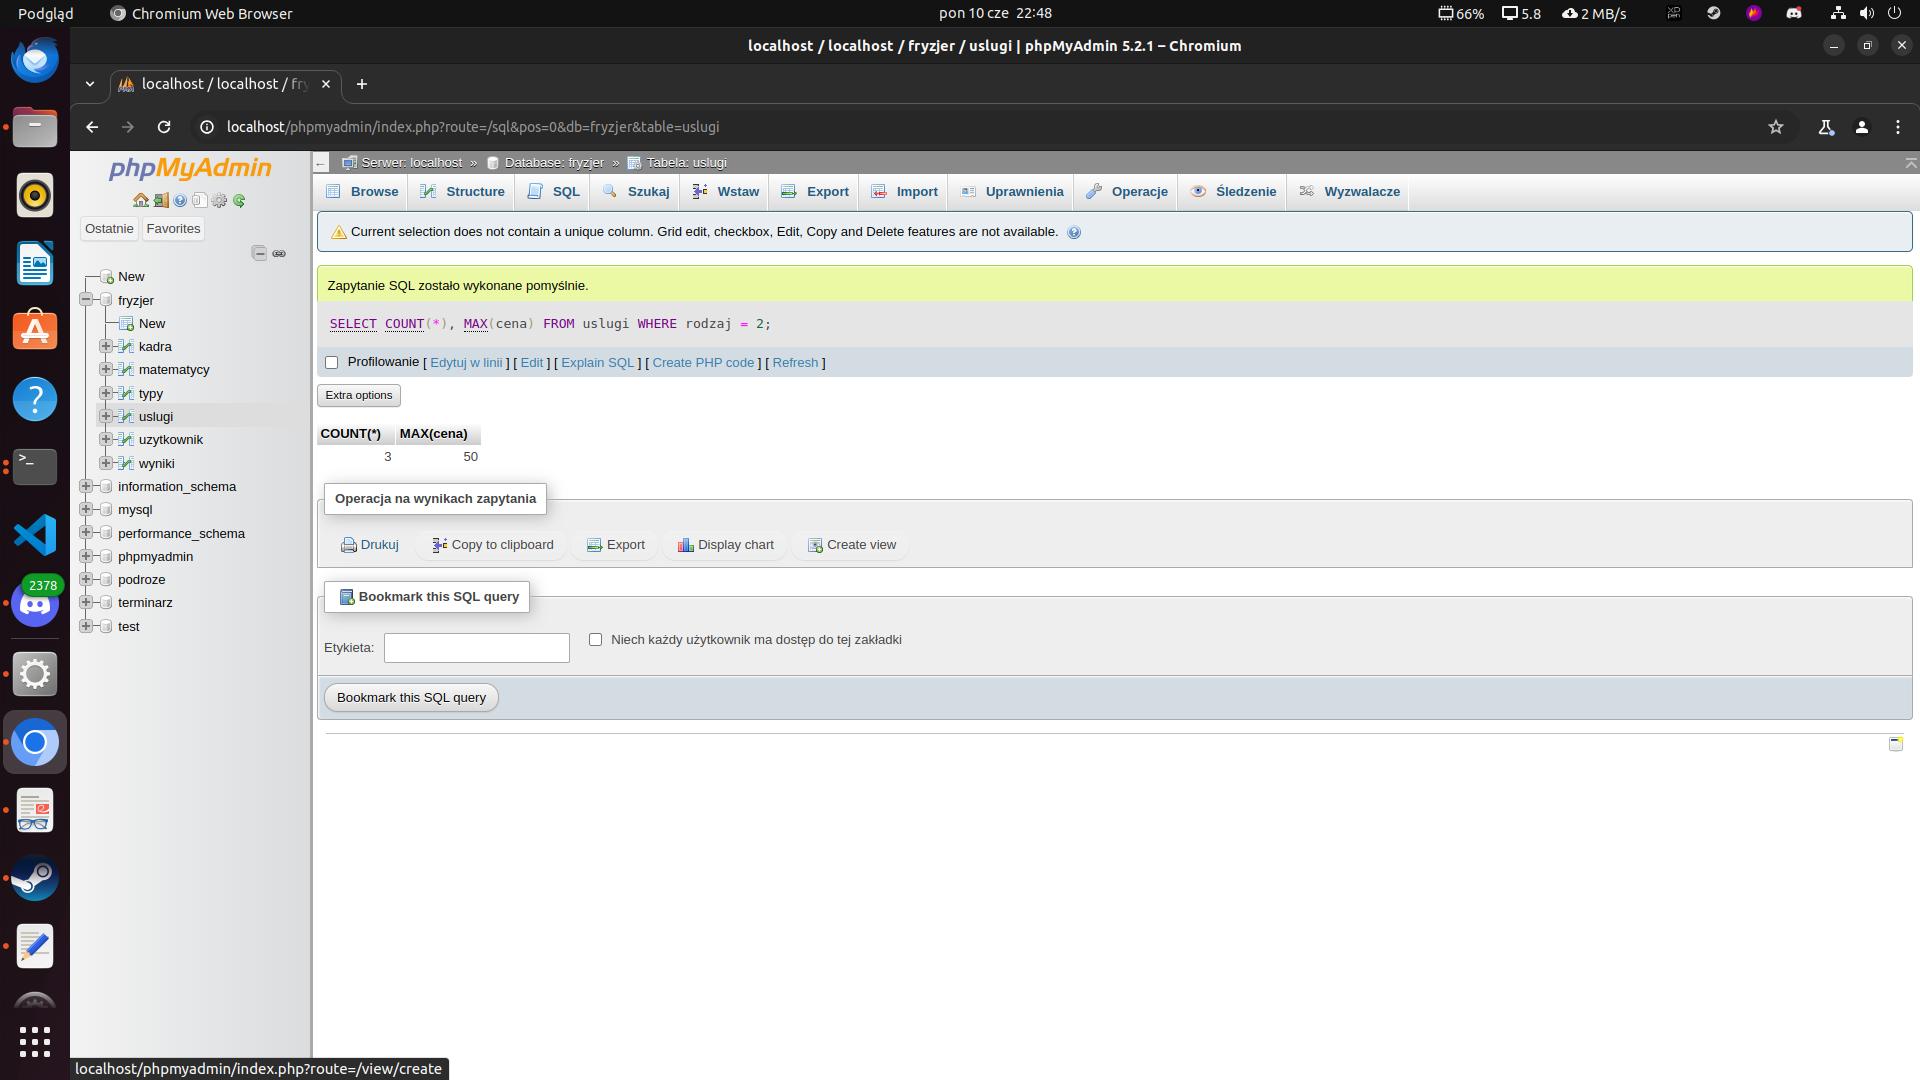 Podgląd
Chromium Web Browser
pon 10 cze 22:48
66%
5.8
2 MB/s
localhost / localhost / fryzjer / uslugi | phpMyAdmin 5.2.1 – Chromium
localhost / localhost / fry
localhost/phpmyadmin/index.php?route=/sql&pos=0&db=fryzjer&table=uslugi
phpMyAdmin
Ostatnie
Favorites
New
fryzjer
New
kadra
matematycy
typy
uslugi
uzytkownik
wyniki
information_schema
mysql
performance_schema
phpmyadmin
podroze
terminarz
test
2378
Serwer: localhost » Database: fryzjer » Tabela: uslugi
Browse
Structure
SQL
Szukaj
Wstaw
Export
Import
Uprawnienia
Operacje
Śledzenie
Wyzwalacze
Current selection does not contain a unique column. Grid edit, checkbox, Edit, Copy and Delete features are not available.
Zapytanie SQL zostało wykonane pomyślnie.
SELECT COUNT(*), MAX(cena) FROM uslugi WHERE rodzaj = 2;
Profilowanie [ Edytuj w linii ] [ Edit ] [ Explain SQL ] [ Create PHP code ] [ Refresh ]
Extra options
COUNT(*) MAX(cena)
3 50
Operacja na wynikach zapytania
Drukuj
Copy to clipboard
Export
Display chart
Create view
Bookmark this SQL query
Etykieta:
Niech każdy użytkownik ma dostęp do tej zakładki
Bookmark this SQL query
localhost/phpmyadmin/index.php?route=/view/create